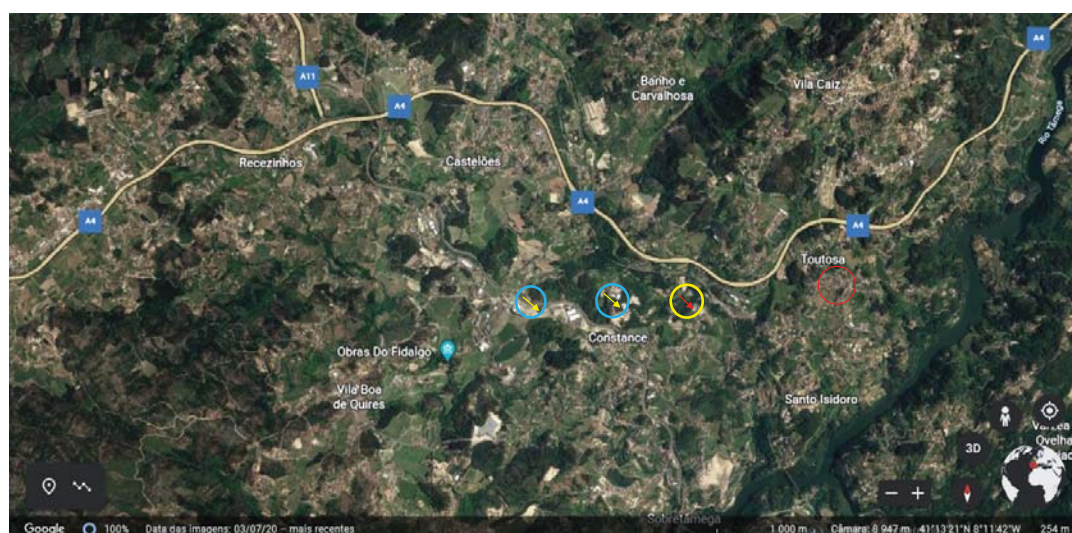 A4
A11
Banho e
Carvalhosa
Vila Caiz
A4
Rio Tâmega
Recezinhos
Castelões
A4
A4
A4
Toutosa
Constance
Obras Do Fidalgo
Vila Boa
de Quires
Santo Isidoro
Ovelha
3D
Sobretâmega
Google
100%
Data das imagens: 03/07/20 – mais recentes
1.000 m
Câmara: 8 947 m
41°13'21"N 8°11'42"W
254 m